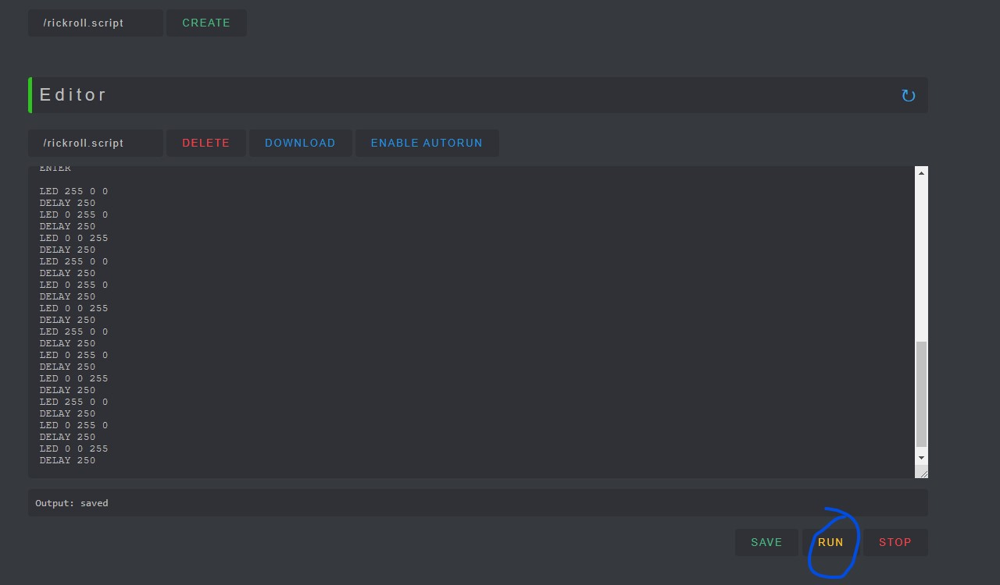 /rickroll.script CREATE
Editor
/rickroll.script DELETE DOWNLOAD ENABLE AUTORUN
ENTER
LED 255 0 0
DELAY 250
LED 0 255 0
DELAY 250
LED 0 0 255
DELAY 250
LED 255 0 0
DELAY 250
LED 0 255 0
DELAY 250
LED 0 0 255
DELAY 250
LED 255 0 0
DELAY 250
LED 0 255 0
DELAY 250
LED 0 0 255
DELAY 250
LED 255 0 0
DELAY 250
LED 0 255 0
DELAY 250
LED 0 0 255
DELAY 250
Output: saved
SAVE RUN STOP